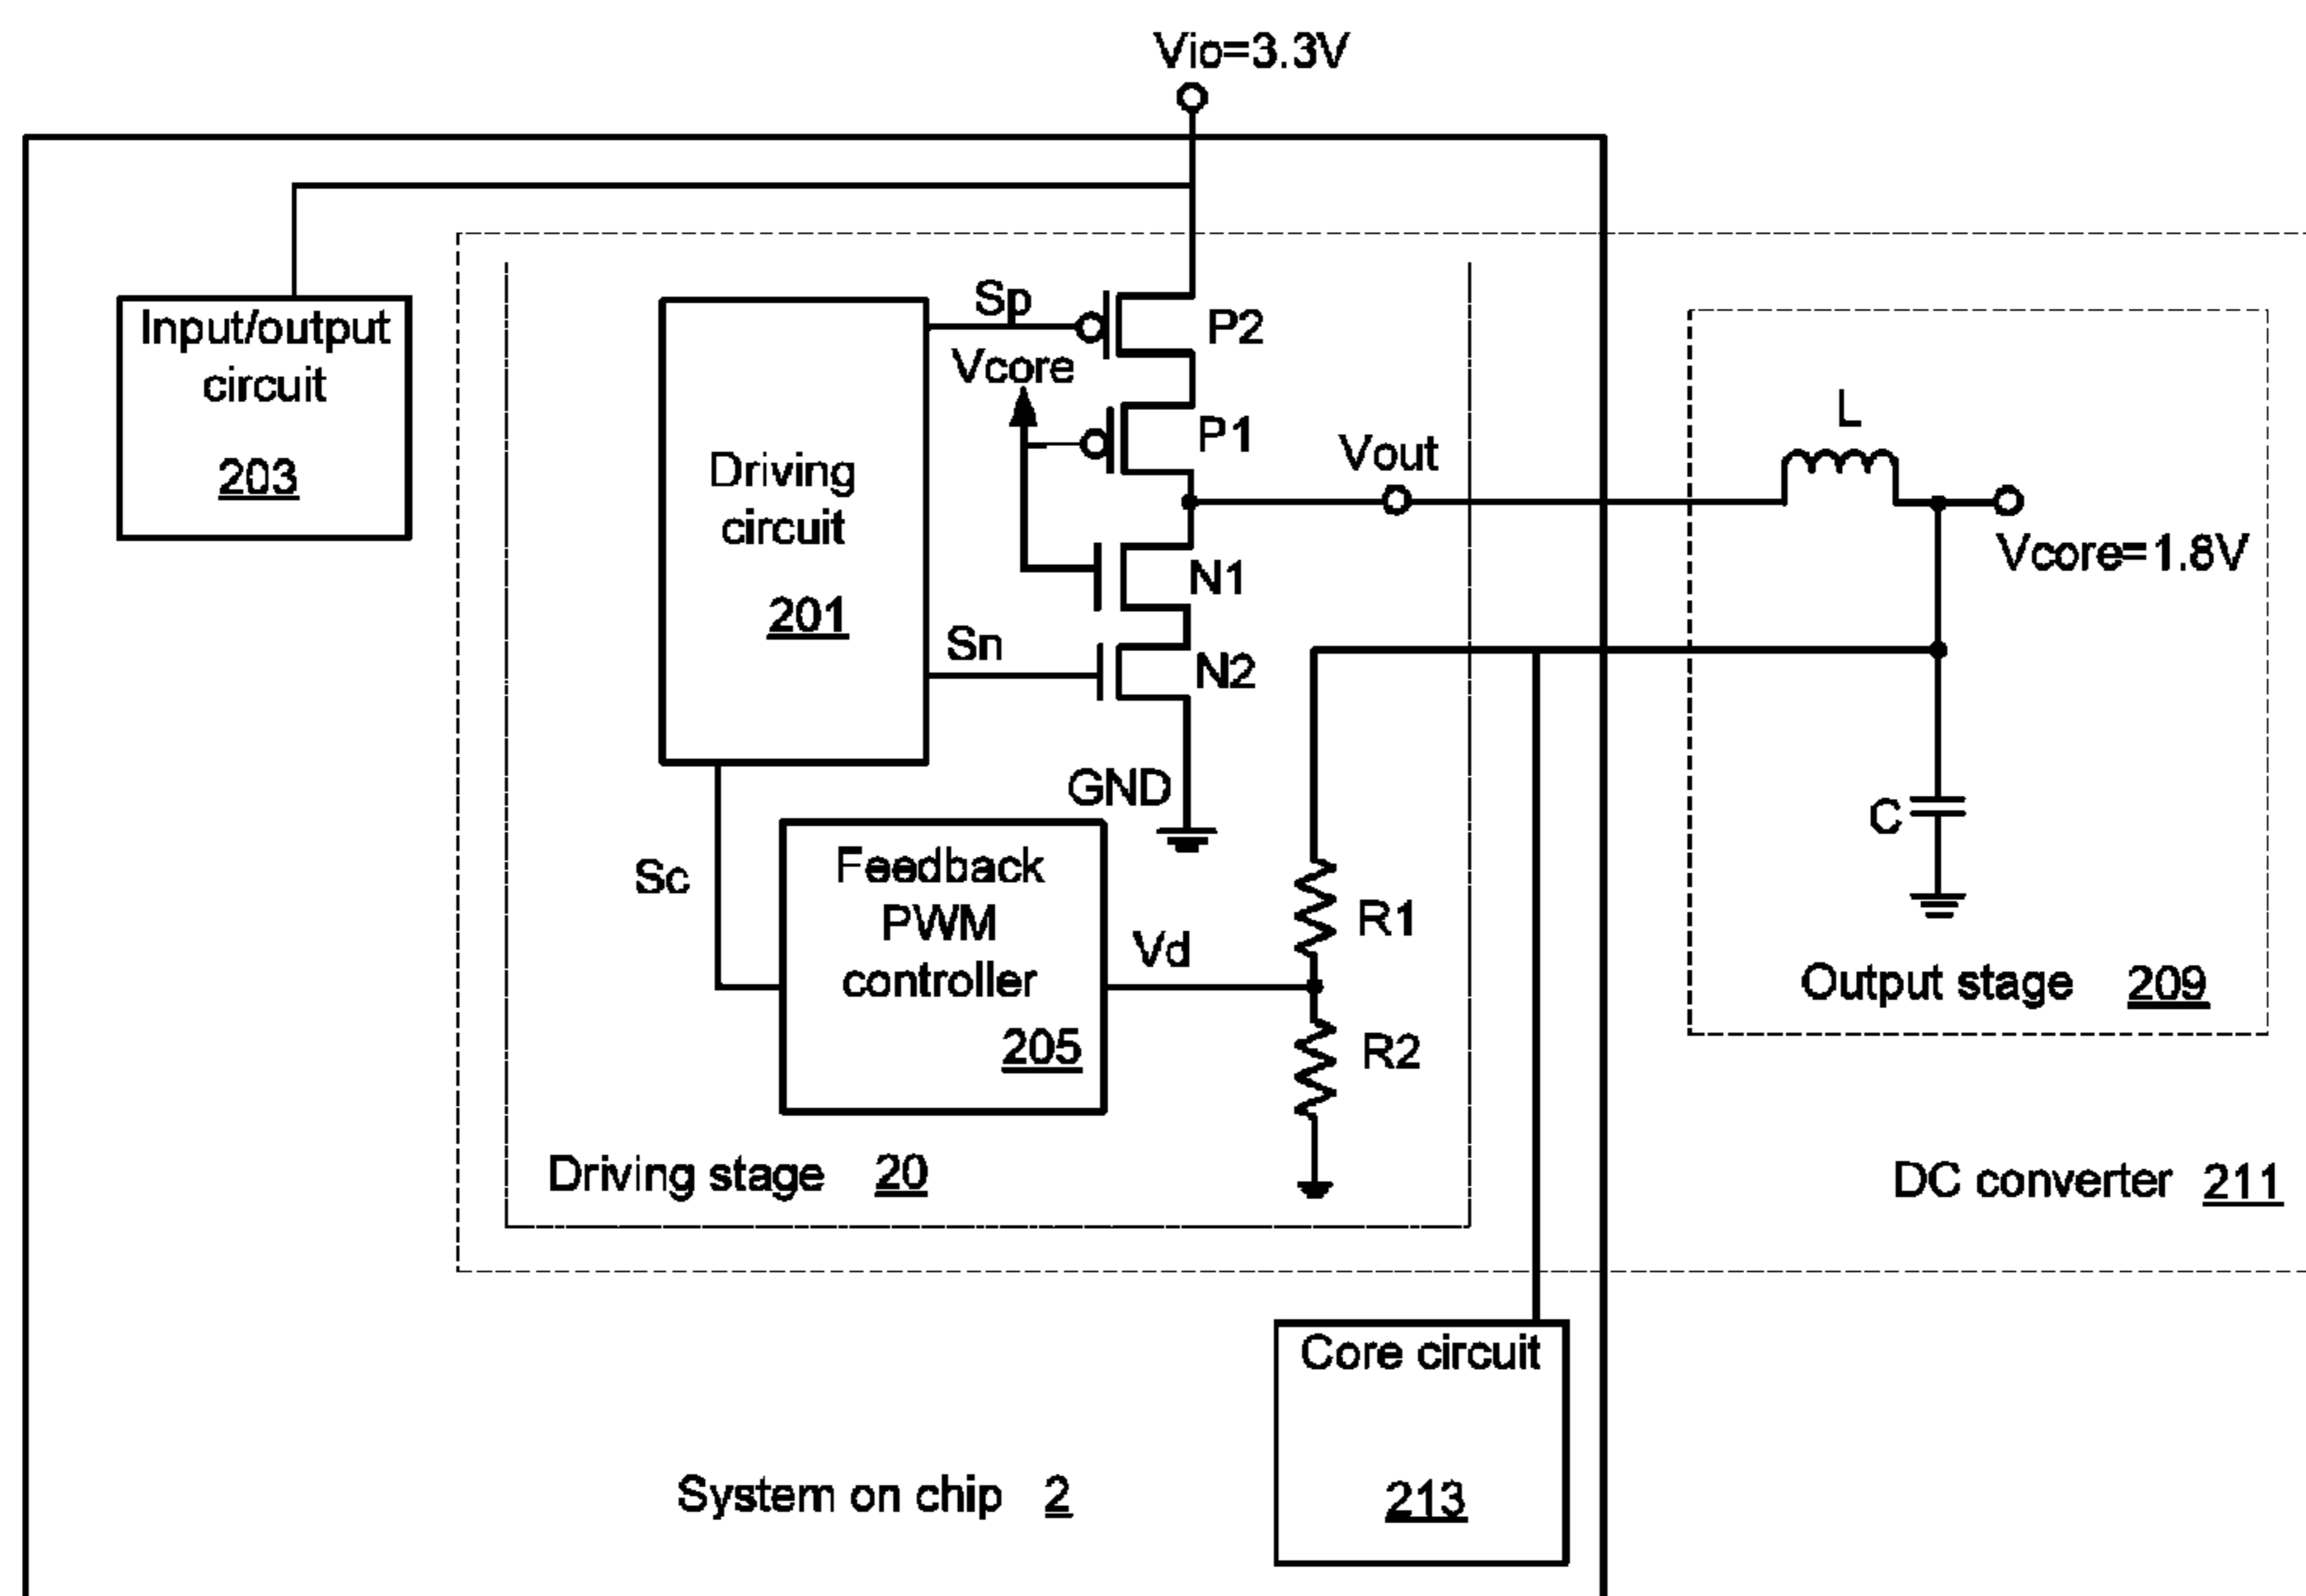 Vio=3.3V
Input/output
circuit
203
Sp
P2
Vcore
P1
Driving
circuit
201
Vout
L
Vcore=1.8V
N1
Sn
N2
GND
Sc
Feedback
PWM
controller
205
Vd
R1
R2
C
Output stage 209
Driving stage 20
DC converter 211
Core circuit
213
System on chip 2